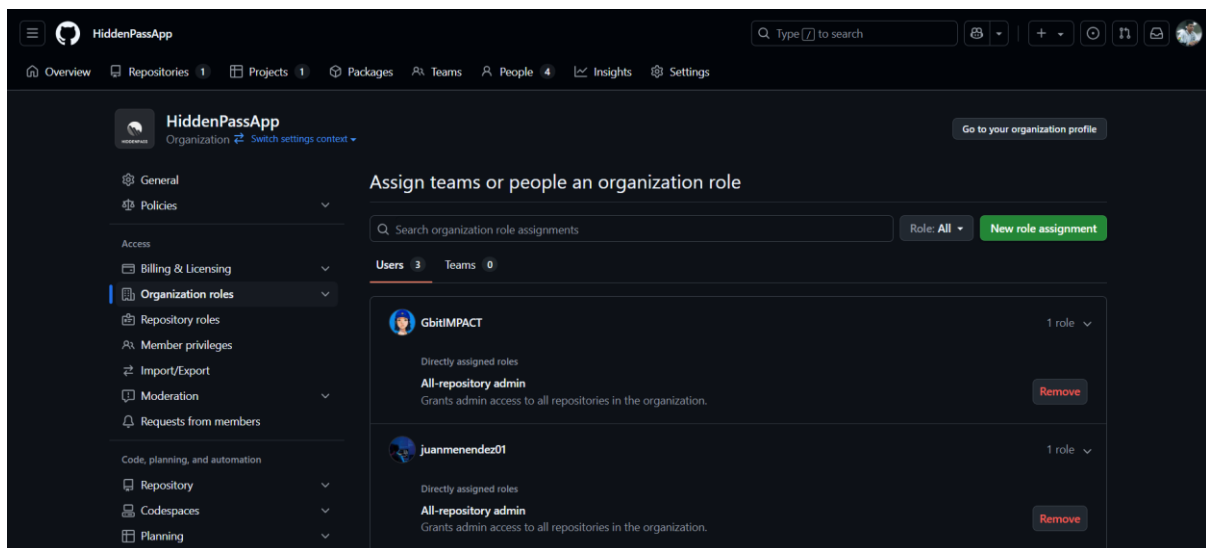 HiddenPassApp
Type / to search
Overview Repositories 1 Projects 1 Packages Teams People 4 Insights Settings
HiddenPassApp
Organization Switch settings context
Go to your organization profile
HIDDENPASS
General
Policies
Access
Billing & Licensing
Organization roles
Repository roles
Member privileges
Import/Export
Moderation
Requests from members
Code, planning, and automation
Repository
Codespaces
Planning
Assign teams or people an organization role
Search organization role assignments
Role: All
New role assignment
Users 3 Teams 0
GbitIMPACT
1 role
Directly assigned roles
All-repository admin
Grants admin access to all repositories in the organization.
Remove
juanmenendez01
1 role
Directly assigned roles
All-repository admin
Grants admin access to all repositories in the organization.
Remove